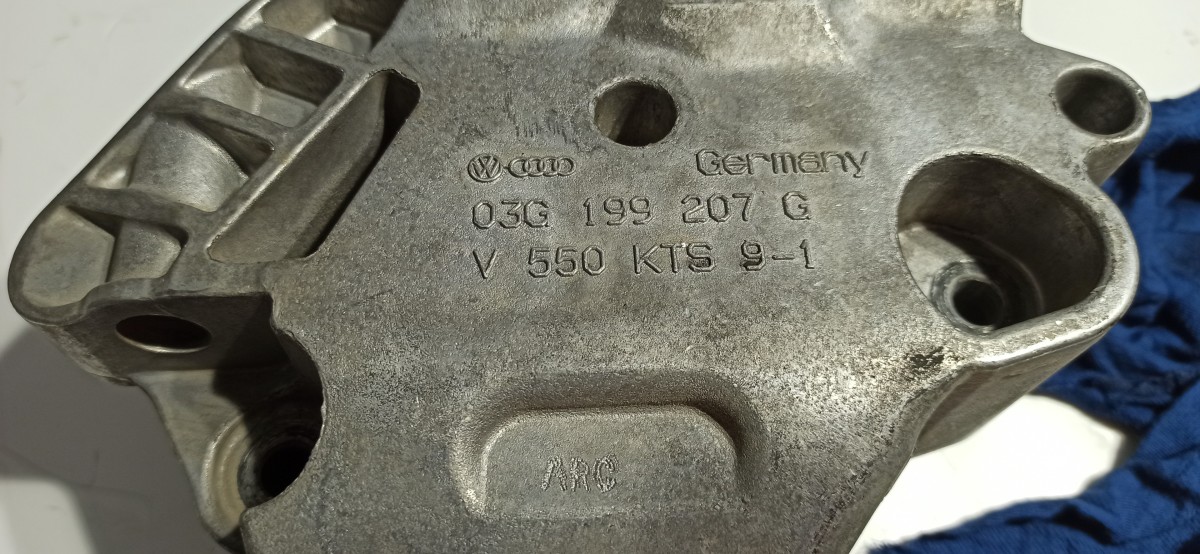 Germany
03G 199 207 G
V 550 KTS 9-1
ARC